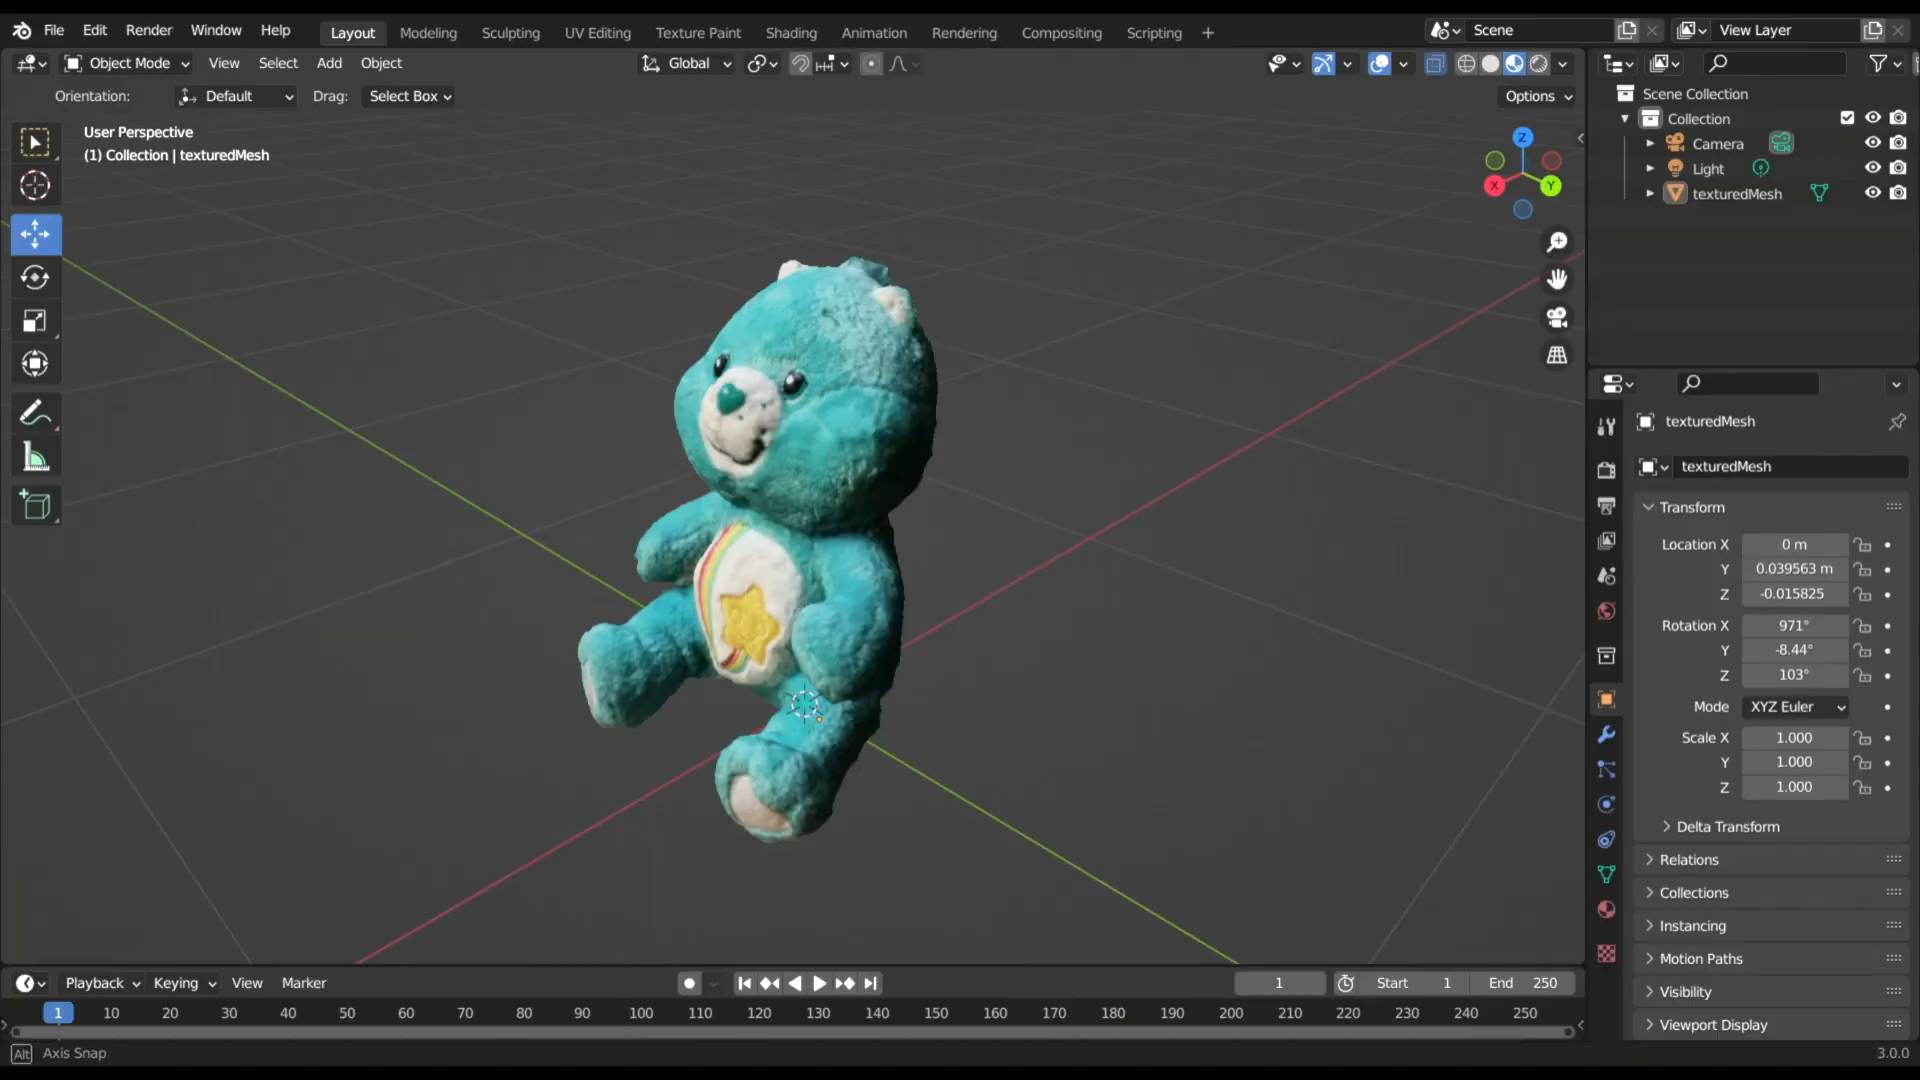 File Edit Render Window Help Layout Modeling Sculpting UV Editing Texture Paint Shading Animation Rendering Compositing Scripting + Scene View Layer
Object Mode View Select Add Object Global
Orientation: Default Drag: Select Box Options
User Perspective
(1) Collection | texturedMesh
Z
X
Y
Scene Collection
Collection
Camera
Light
texturedMesh
texturedMesh
texturedMesh
Transform
Location X 0 m
Y 0.039563 m
Z -0.015825
Rotation X 971°
Y -8.44°
Z 103°
Mode XYZ Euler
Scale X 1.000
Y 1.000
Z 1.000
Delta Transform
Relations
Collections
Instancing
Motion Paths
Visibility
Viewport Display
Playback Keying View Marker 1 Start 1 End 250
1 10 20 30 40 50 60 70 80 90 100 110 120 130 140 150 160 170 180 190 200 210 220 230 240 250
Alt Axis Snap 3.0.0